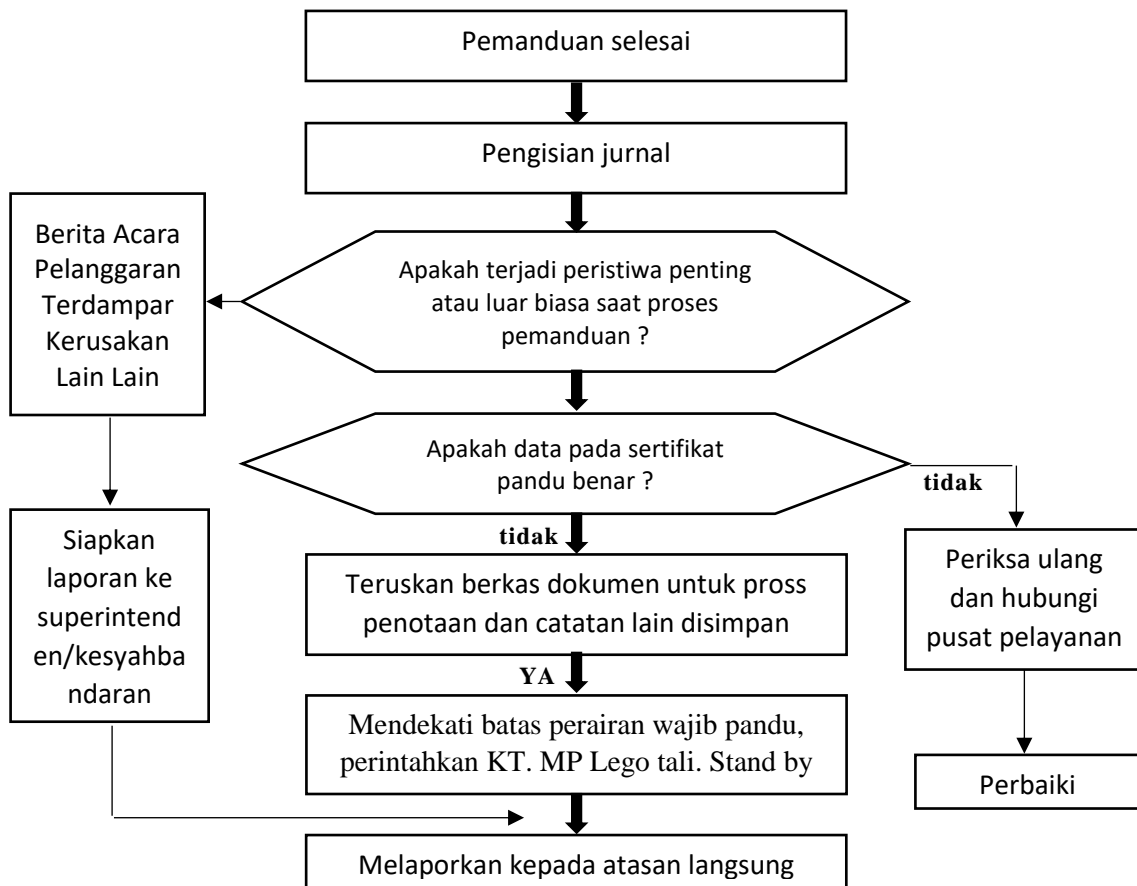 Pemanduan selesai
Pengisian jurnal
Berita Acara
Pelanggaran
Terdampar
Kerusakan
Lain Lain
Apakah terjadi peristiwa penting
atau luar biasa saat proses
pemanduan ?
Apakah data pada sertifikat
pandu benar ?
tidak
tidak
Siapkan
laporan ke
superintend
en/kesyahba
ndaran
Teruskan berkas dokumen untuk pross
penotaan dan catatan lain disimpan
Periksa ulang
dan hubungi
pusat pelayanan
YA
Mendekati batas perairan wajib pandu,
perintahkan KT. MP Lego tali. Stand by
Perbaiki
Melaporkan kepada atasan langsung